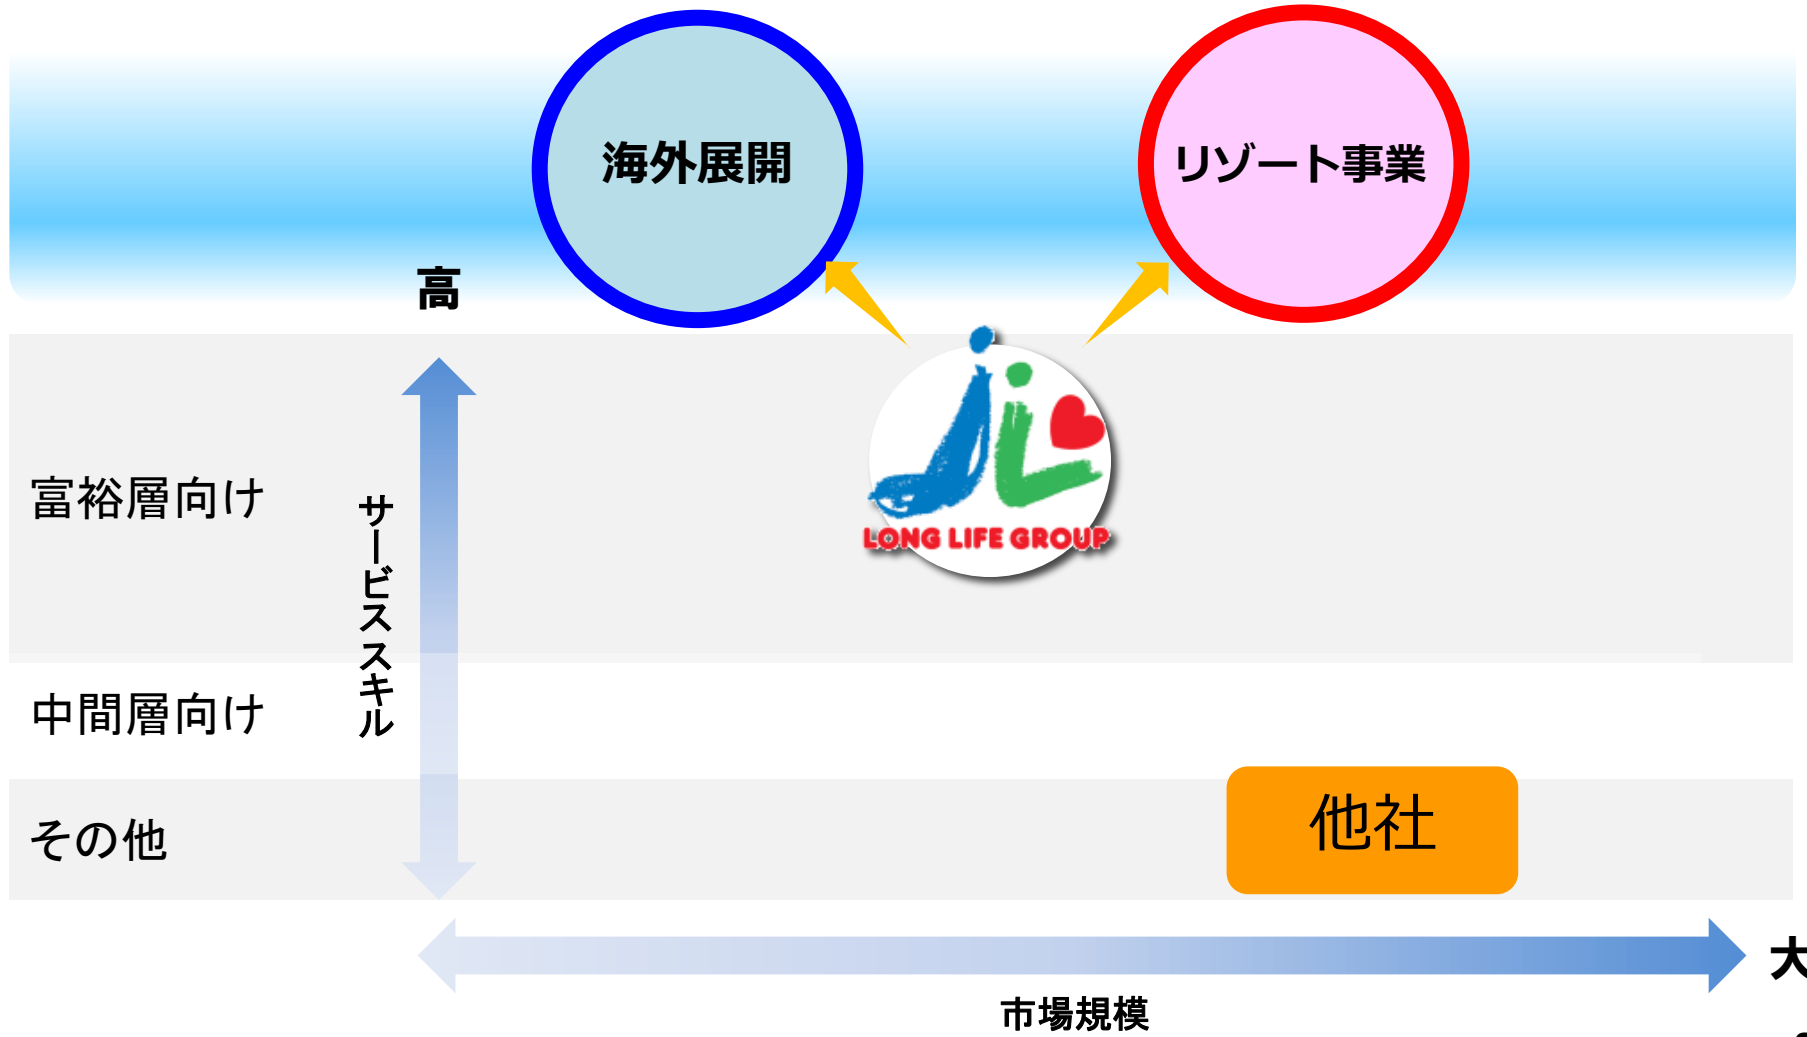 海外展開
リゾート事業
高
LONG LIFE GROUP
富裕層向け
サービススキル
中間層向け
その他
他社
大
市場規模